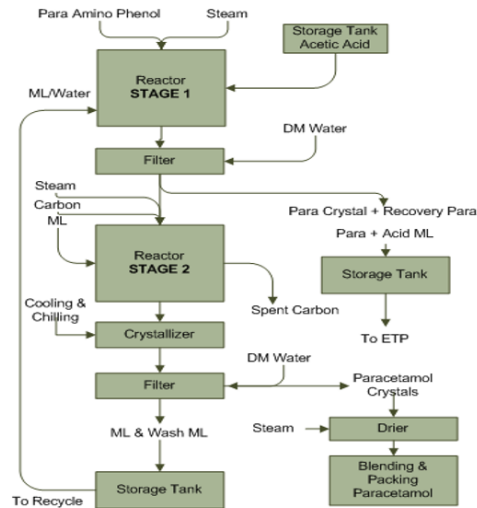 Para Amino Phenol
Steam
Storage Tank
Acetic Acid
Reactor
STAGE 1
ML/Water
DM Water
Filter
Steam
Carbon
ML
Para Crystal + Recovery Para
Para + Acid ML
Reactor
STAGE 2
Storage Tank
Spent Carbon
Cooling &
Chilling
To ETP
Crystallizer
DM Water
Filter
Paracetamol
Crystals
ML & Wash ML
Steam
Drier
Storage Tank
Blending &
Packing
Paracetamol
To Recycle